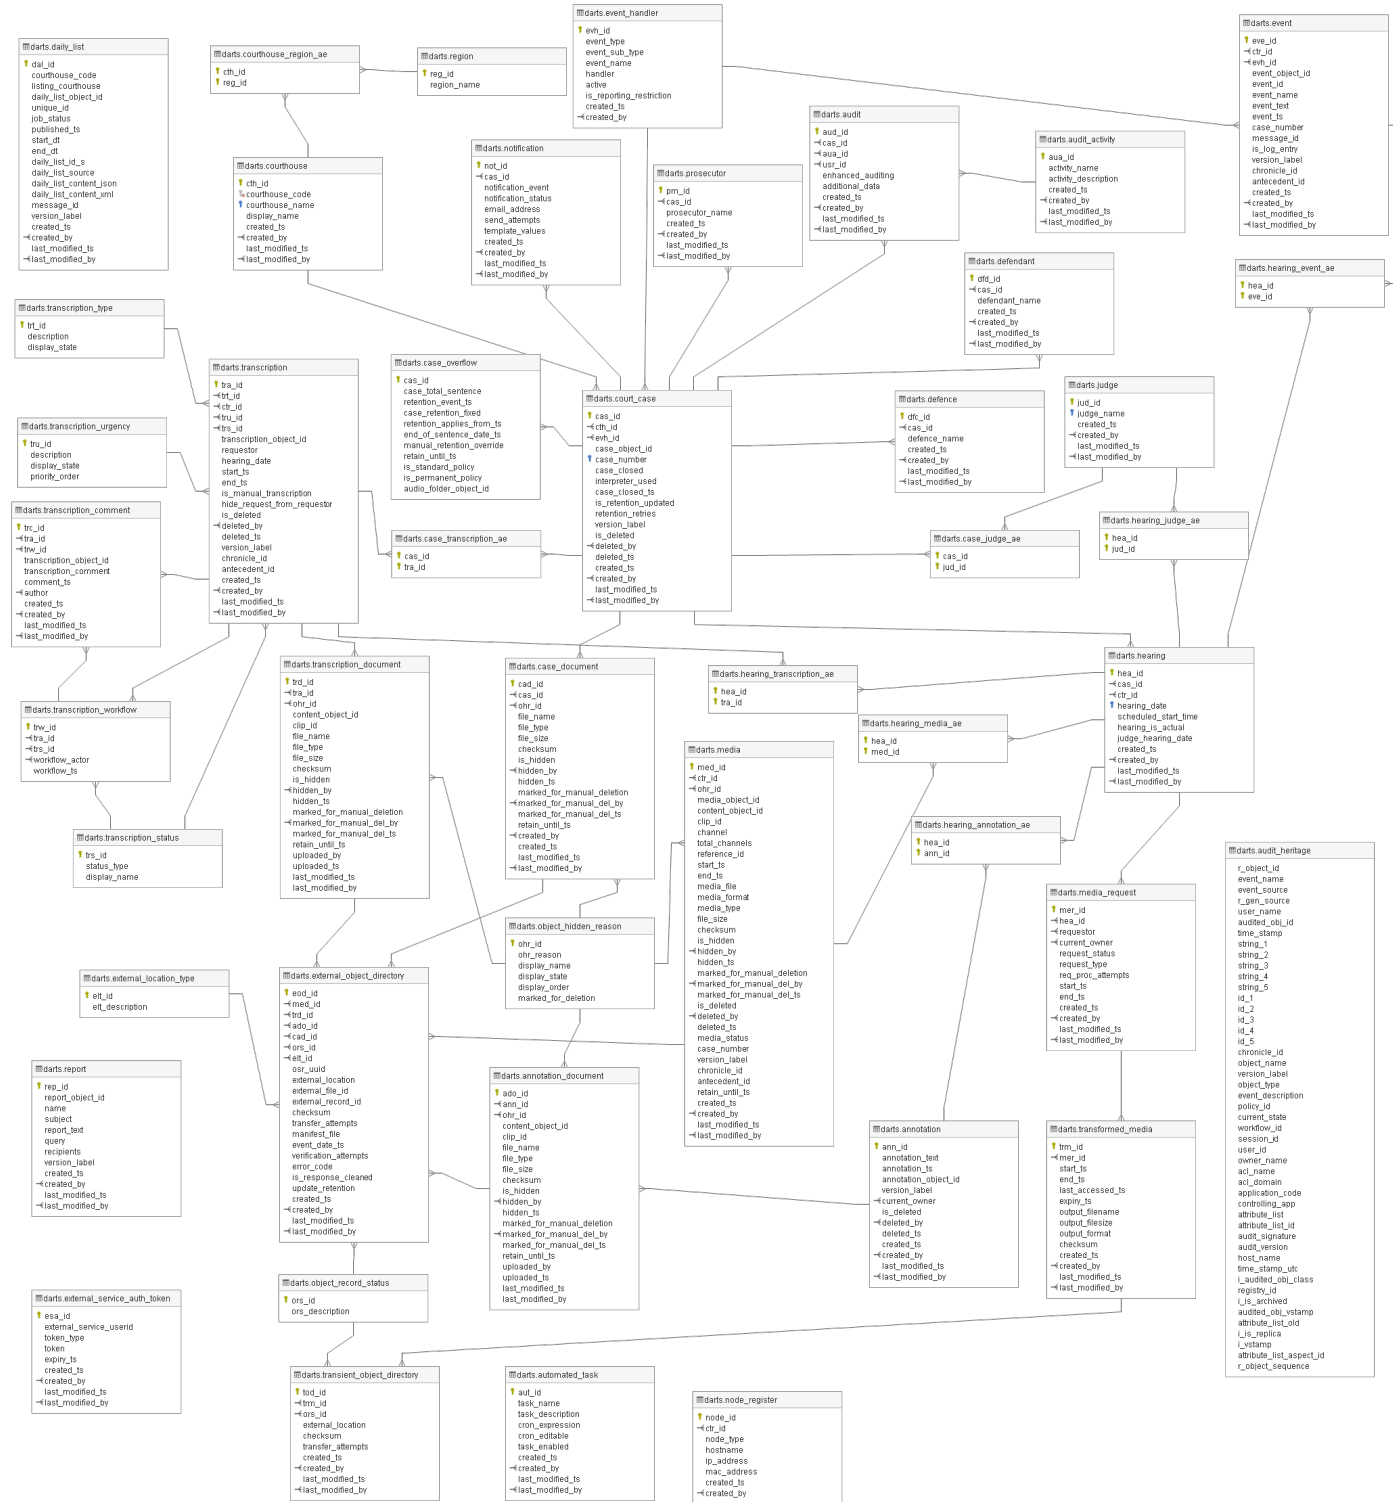 darts.daily_list
dal_id
courthouse_code
listing_courthouse
daily_list_object_id
unique_id
job_status
published_ts
start_dt
end_dt
daily_list_id_s
daily_list_source
daily_list_content_json
daily_list_content_xml
message_id
version_label
created_ts
created_by
last_modified_ts
last_modified_by
darts.courthouse_region_ae
cth_id
reg_id
darts.region
reg_id
region_name
darts.event_handler
evh_id
event_type
event_sub_type
event_name
handler
active
is_reporting_restriction
created_ts
created_by
darts.event
eve_id
ctr_id
evh_id
event_object_id
event_id
event_name
event_text
event_ts
case_number
message_id
is_log_entry
version_label
chronicle_id
antecedent_id
created_ts
created_by
last_modified_ts
last_modified_by
darts.courthouse
cth_id
courthouse_code
courthouse_name
display_name
created_ts
created_by
last_modified_ts
last_modified_by
darts.notification
not_id
cas_id
notification_event
notification_status
email_address
send_attempts
template_values
created_ts
created_by
last_modified_ts
last_modified_by
darts.prosecutor
prn_id
cas_id
prosecutor_name
created_ts
created_by
last_modified_ts
last_modified_by
darts.audit
aud_id
cas_id
aua_id
usr_id
enhanced_auditing
additional_data
created_ts
created_by
last_modified_ts
last_modified_by
darts.audit_activity
aua_id
activity_name
activity_description
created_ts
created_by
last_modified_ts
last_modified_by
darts.defendant
dfd_id
cas_id
defendant_name
created_ts
created_by
last_modified_ts
last_modified_by
darts.hearing_event_ae
hea_id
eve_id
darts.transcription_type
trt_id
description
display_state
darts.transcription
tra_id
trt_id
ctr_id
tru_id
trs_id
transcription_object_id
requestor
hearing_date
start_ts
end_ts
is_manual_transcription
hide_request_from_requestor
is_deleted
deleted_by
deleted_ts
version_label
chronicle_id
antecedent_id
created_ts
created_by
last_modified_ts
last_modified_by
darts.case_overflow
cas_id
case_total_sentence
retention_event_ts
case_retention_fixed
retention_applies_from_ts
end_of_sentence_date_ts
manual_retention_override
retain_until_ts
is_standard_policy
is_permanent_policy
audio_folder_object_id
darts.court_case
cas_id
cth_id
evh_id
case_object_id
case_number
case_closed
interpreter_used
case_closed_ts
is_retention_updated
retention_retries
version_label
is_deleted
deleted_by
deleted_ts
created_ts
created_by
last_modified_ts
last_modified_by
darts.defence
dfc_id
cas_id
defence_name
created_ts
created_by
last_modified_ts
last_modified_by
darts.judge
jud_id
judge_name
created_ts
created_by
last_modified_ts
last_modified_by
darts.transcription_urgency
tru_id
description
display_state
priority_order
darts.transcription_comment
trc_id
tra_id
trw_id
transcription_object_id
transcription_comment
comment_ts
author
created_ts
created_by
last_modified_ts
last_modified_by
darts.case_transcription_ae
cas_id
tra_id
darts.case_judge_ae
cas_id
jud_id
darts.hearing_judge_ae
hea_id
jud_id
darts.transcription_workflow
trw_id
tra_id
trs_id
workflow_actor
workflow_ts
darts.transcription_status
trs_id
status_type
display_name
darts.transcription_document
trd_id
tra_id
ohr_id
content_object_id
clip_id
file_name
file_type
file_size
checksum
is_hidden
hidden_by
hidden_ts
marked_for_manual_deletion
marked_for_manual_del_by
marked_for_manual_del_ts
retain_until_ts
uploaded_by
uploaded_ts
last_modified_ts
last_modified_by
darts.case_document
cad_id
cas_id
ohr_id
file_name
file_type
file_size
checksum
is_hidden
hidden_by
hidden_ts
marked_for_manual_deletion
marked_for_manual_del_by
marked_for_manual_del_ts
retain_until_ts
created_by
created_ts
last_modified_ts
last_modified_by
darts.hearing_transcription_ae
hea_id
tra_id
darts.hearing_media_ae
hea_id
med_id
darts.hearing
hea_id
cas_id
ctr_id
hearing_date
scheduled_start_time
hearing_is_actual
judge_hearing_date
created_ts
created_by
last_modified_ts
last_modified_by
darts.media
med_id
ctr_id
ohr_id
media_object_id
content_object_id
clip_id
channel
total_channels
reference_id
start_ts
end_ts
media_file
media_format
media_type
file_size
checksum
is_hidden
hidden_by
hidden_ts
marked_for_manual_deletion
marked_for_manual_del_by
marked_for_manual_del_ts
is_deleted
deleted_by
deleted_ts
media_status
case_number
version_label
chronicle_id
antecedent_id
retain_until_ts
created_ts
created_by
last_modified_ts
last_modified_by
darts.hearing_annotation_ae
hea_id
ann_id
darts.media_request
mer_id
hea_id
requestor
current_owner
request_status
request_type
req_proc_attempts
start_ts
end_ts
created_ts
created_by
last_modified_ts
last_modified_by
darts.audit_heritage
r_object_id
event_name
event_source
r_gen_source
user_name
audited_obj_id
time_stamp
string_1
string_2
string_3
string_4
string_5
id_1
id_2
id_3
id_4
id_5
chronicle_id
object_name
version_label
object_type
event_description
policy_id
current_state
workflow_id
session_id
user_id
owner_name
acl_name
acl_domain
application_code
controlling_app
attribute_list
attribute_list_id
audit_signature
audit_version
host_name
time_stamp_utc
i_audited_obj_class
registry_id
i_is_archived
audited_obj_vstamp
attribute_list_old
i_is_replica
i_vstamp
attribute_list_aspect_id
r_object_sequence
darts.object_hidden_reason
ohr_id
ohr_reason
display_name
display_state
display_order
marked_for_deletion
darts.external_location_type
elt_id
elt_description
darts.external_object_directory
eod_id
med_id
trd_id
ado_id
cad_id
ors_id
elt_id
osr_uuid
external_location
external_file_id
external_record_id
checksum
transfer_attempts
manifest_file
event_date_ts
verification_attempts
error_code
is_response_cleaned
update_retention
created_ts
created_by
last_modified_ts
last_modified_by
darts.report
rep_id
report_object_id
name
subject
report_text
query
recipients
version_label
created_ts
created_by
last_modified_ts
last_modified_by
darts.annotation_document
ado_id
ann_id
ohr_id
content_object_id
clip_id
file_name
file_type
file_size
checksum
is_hidden
hidden_by
hidden_ts
marked_for_manual_deletion
marked_for_manual_del_by
marked_for_manual_del_ts
retain_until_ts
uploaded_by
uploaded_ts
last_modified_ts
last_modified_by
darts.annotation
ann_id
annotation_text
annotation_ts
annotation_object_id
version_label
current_owner
is_deleted
deleted_by
deleted_ts
created_ts
created_by
last_modified_ts
last_modified_by
darts.transformed_media
trm_id
mer_id
start_ts
end_ts
last_accessed_ts
expiry_ts
output_filename
output_filesize
output_format
checksum
created_ts
created_by
last_modified_ts
last_modified_by
darts.external_service_auth_token
esa_id
external_service_userid
token_type
token
expiry_ts
created_ts
created_by
last_modified_ts
last_modified_by
darts.object_record_status
ors_id
ors_description
darts.transient_object_directory
tod_id
trm_id
ors_id
external_location
checksum
transfer_attempts
created_ts
created_by
last_modified_ts
last_modified_by
darts.automated_task
aut_id
task_name
task_description
cron_expression
cron_editable
task_enabled
created_ts
created_by
last_modified_ts
last_modified_by
darts.node_register
node_id
ctr_id
node_type
hostname
ip_address
mac_address
created_ts
created_by